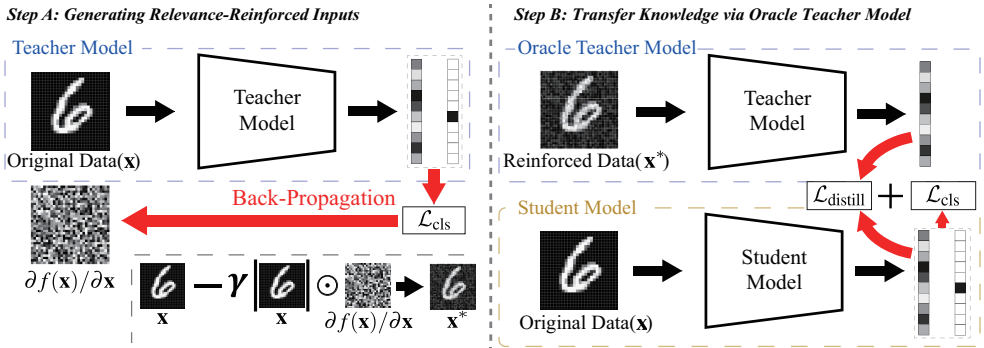 Step A: Generating Relevance-Reinforced Inputs
Teacher Model
Teacher
Model
Original Data(x)
Back-Propagation
ℒcls
∂f(x)/∂x
x − γ |x| ⊙ ∂f(x)/∂x x*
Step B: Transfer Knowledge via Oracle Teacher Model
Oracle Teacher Model
Teacher
Model
Reinforced Data(x*)
ℒdistill + ℒcls
Student Model
Student
Model
Original Data(x)